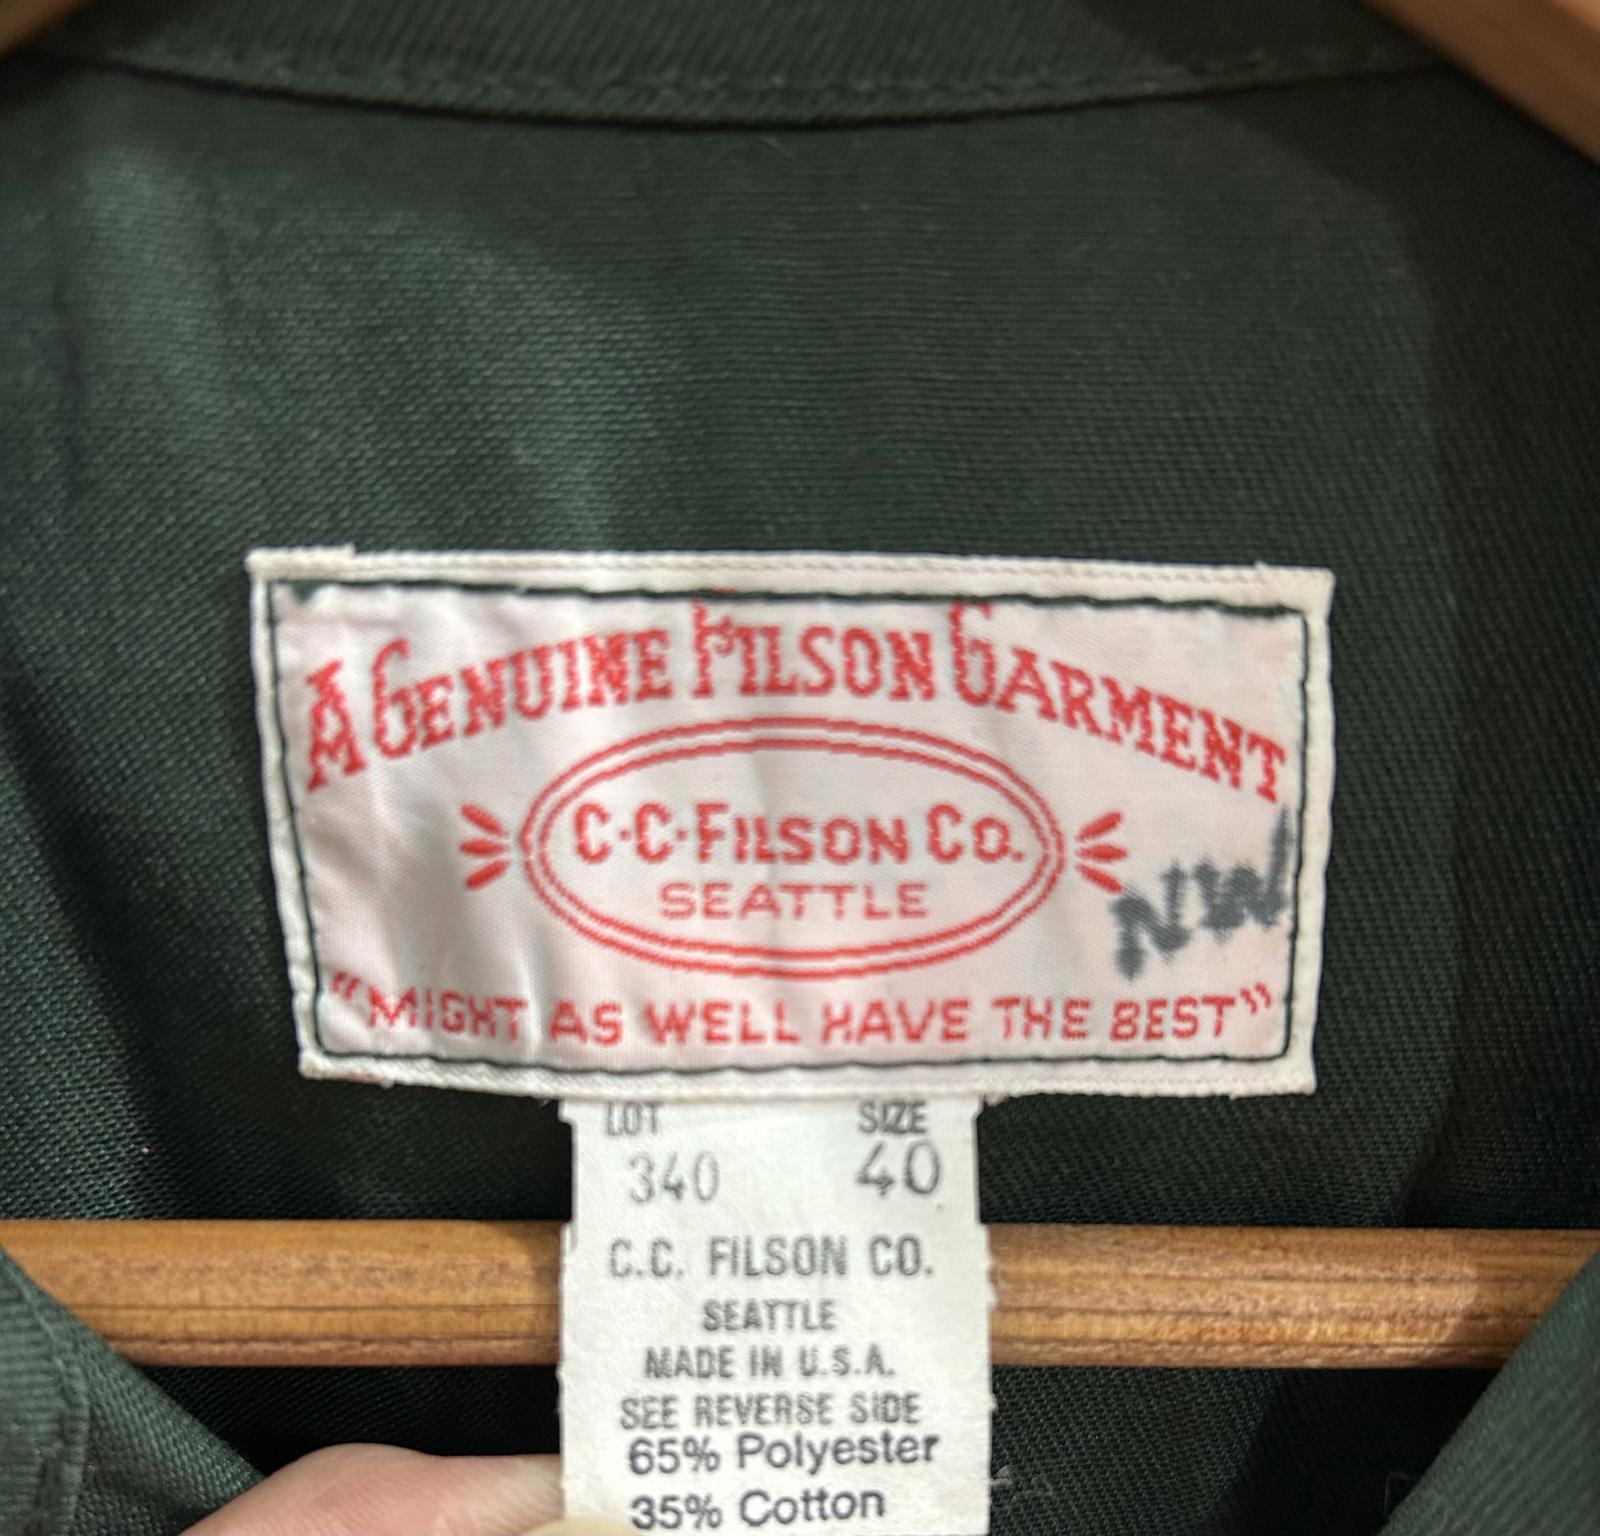 A GENUINE FILSON GARMENT
C·C·FILSON CO.
SEATTLE
NW
"MIGHT AS WELL HAVE THE BEST"
LOT SIZE
340 40
C.C. FILSON CO.
SEATTLE
MADE IN U.S.A.
SEE REVERSE SIDE
65% Polyester
35% Cotton